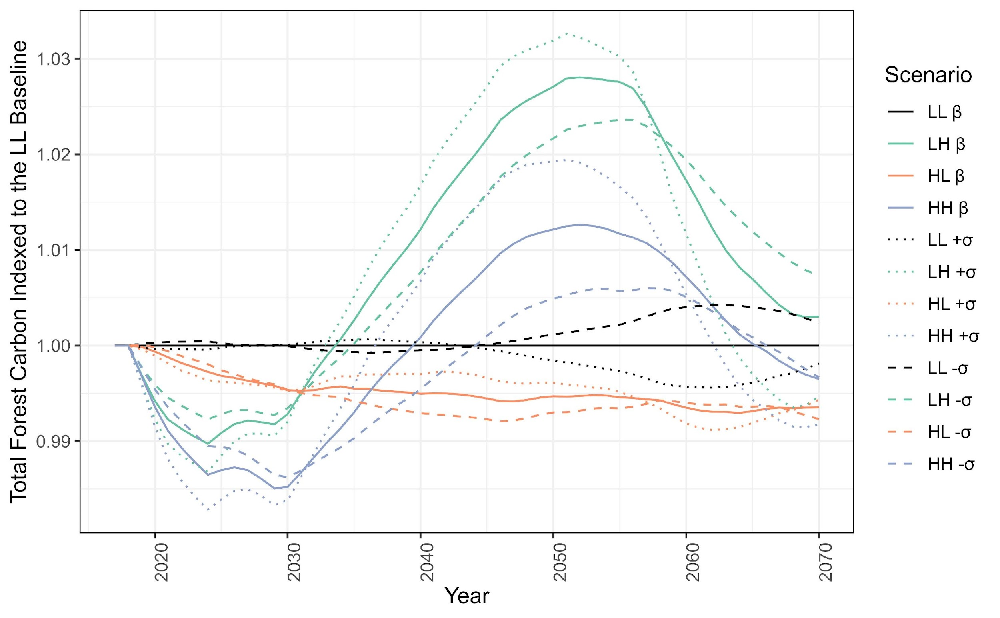 Total Forest Carbon Indexed to the LL Baseline
1.03
1.02
1.01
1.00
0.99
2020
2030
2040
2050
2060
2070
Year
Scenario
LL β
LH β
HL β
HH β
LL +σ
LH +σ
HL +σ
HH +σ
LL -σ
LH -σ
HL -σ
HH -σ